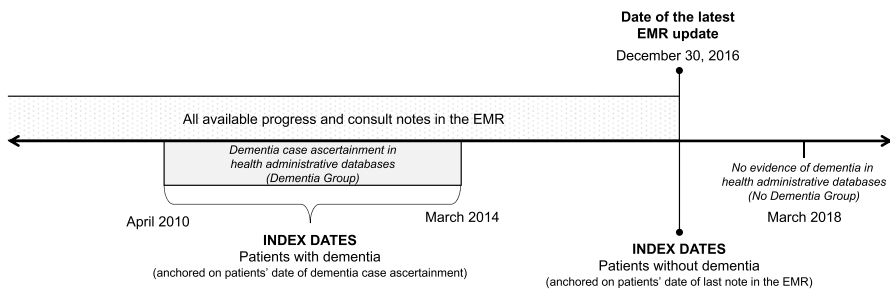 Date of the latest
EMR update
December 30, 2016
All available progress and consult notes in the EMR
Dementia case ascertainment in
health administrative databases
(Dementia Group)
No evidence of dementia in
health administrative databases
(No Dementia Group)
March 2018
April 2010
March 2014
INDEX DATES
Patients with dementia
(anchored on patients' date of dementia case ascertainment)
INDEX DATES
Patients without dementia
(anchored on patients' date of last note in the EMR)